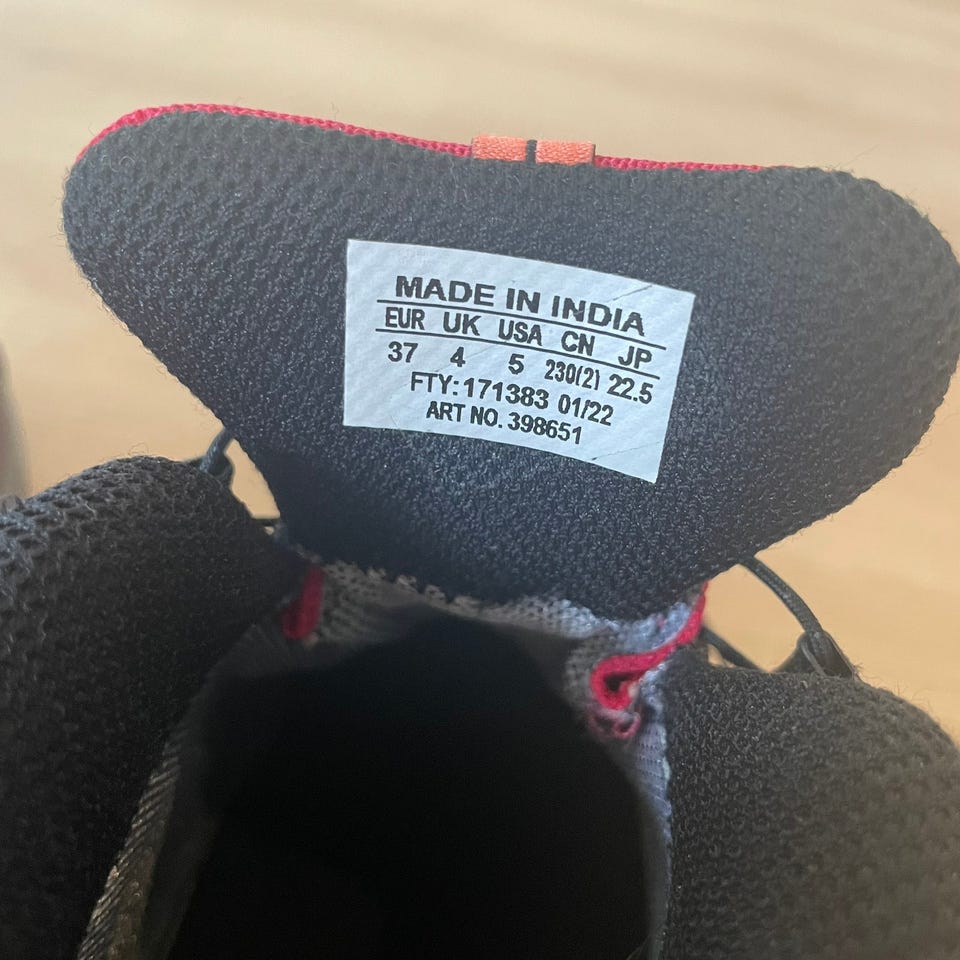 MADE IN INDIA
EUR UK USA CN JP
37 4 5 230(2) 22.5
FTY: 171383 01/22
ART NO. 398651